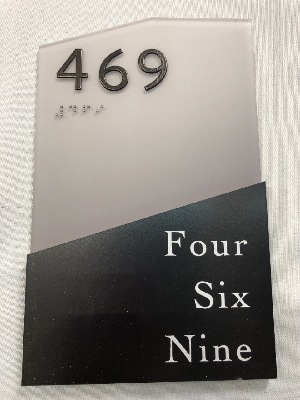 469
⠼⠙⠋⠊
Four
Six
Nine